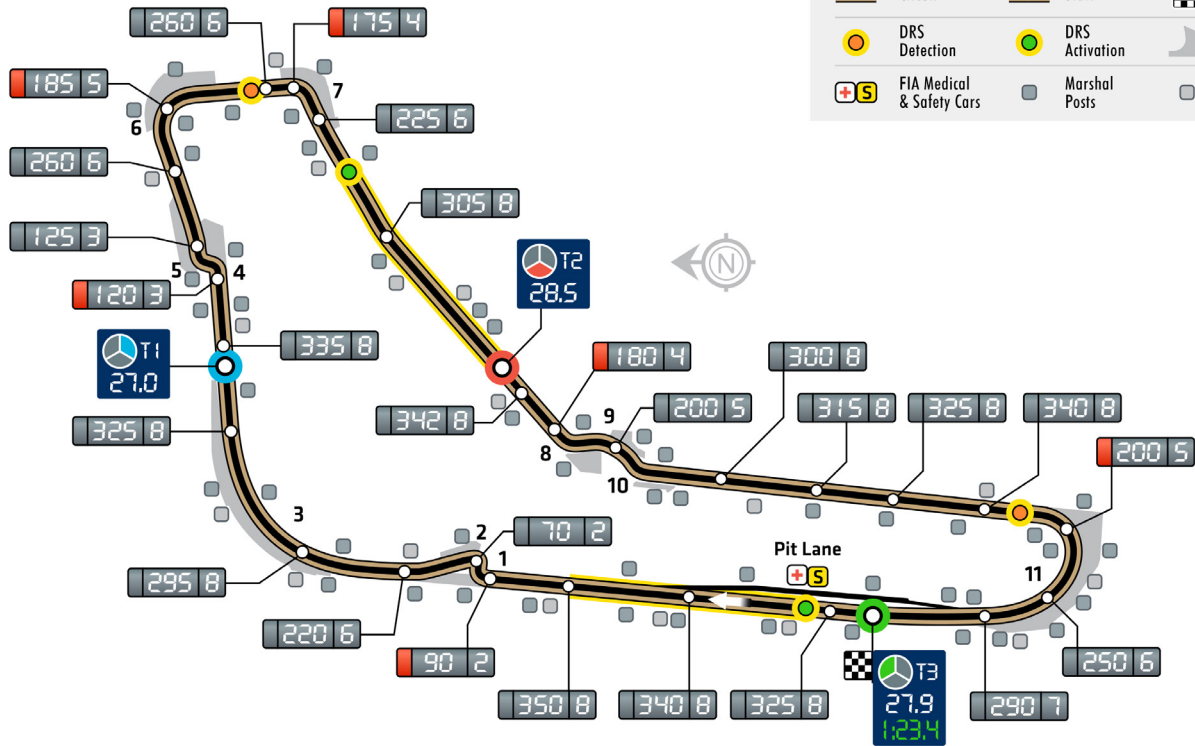 260 6
175 4
185 5
7
6
225 6
260 6
305 8
125 3
5
4
120 3
T1
27.0
335 8
325 8
T2
28.5
N
342 8
180 4
300 8
9
200 5
315 8
325 8
340 8
200 5
8
10
3
2
70 2
1
Pit Lane
+ S
11
295 8
220 6
90 2
350 8
340 8
325 8
T3
27.9
1:23.4
290 7
250 6
DRS
Detection
DRS
Activation
+ S
FIA Medical
& Safety Cars
Marshal
Posts